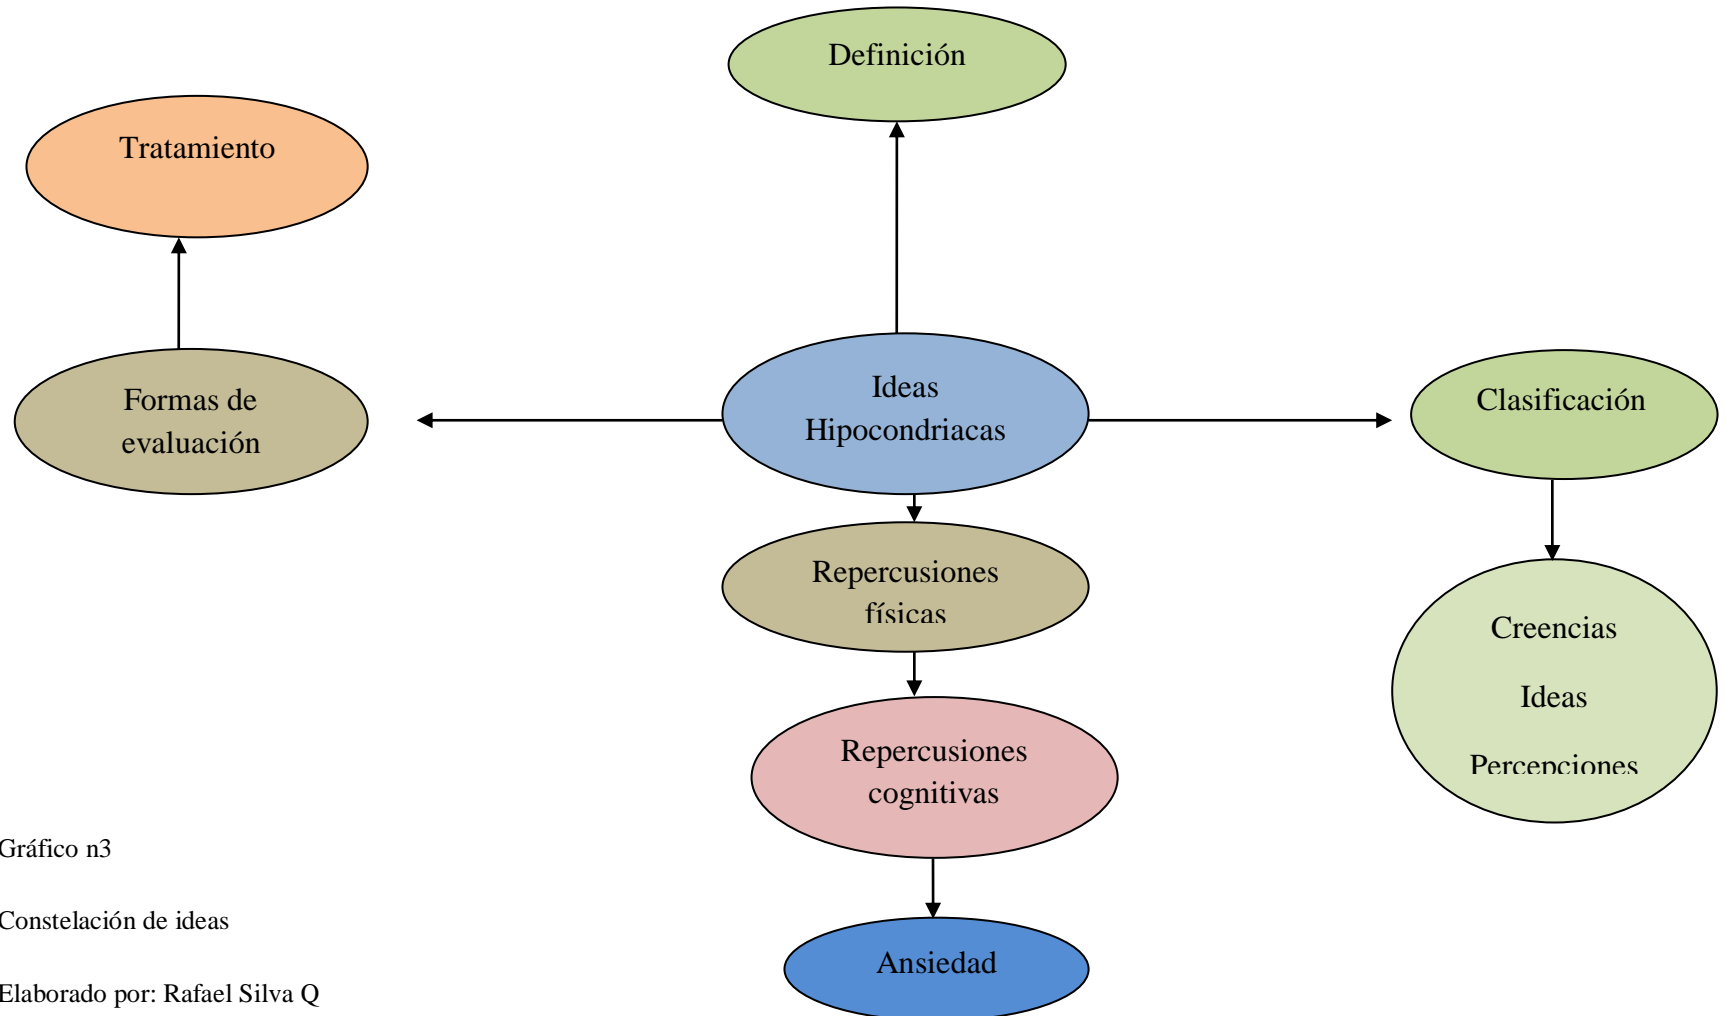 Definición
Tratamiento
Ideas
Hipocondriacas
Formas de
evaluación
Clasificación
Repercusiones
físicas
Creencias
Ideas
Percepciones
Repercusiones
cognitivas
Ansiedad
Gráfico n3
Constelación de ideas
Elaborado por: Rafael Silva Q